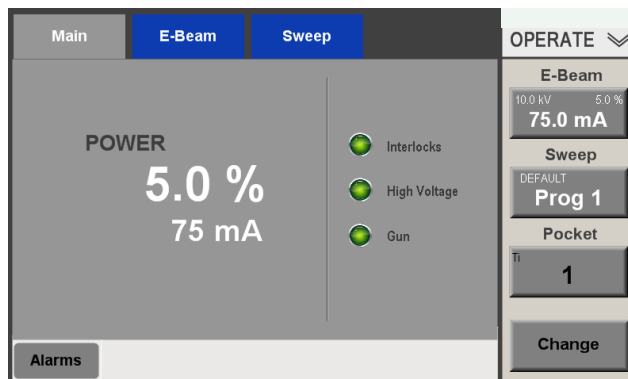 Main
E-Beam
Sweep
POWER
5.0 %
75 mA
Interlocks
High Voltage
Gun
Alarms
OPERATE
E-Beam
10.0 kV 5.0 %
75.0 mA
Sweep
DEFAULT
Prog 1
Pocket
Ti
1
Change